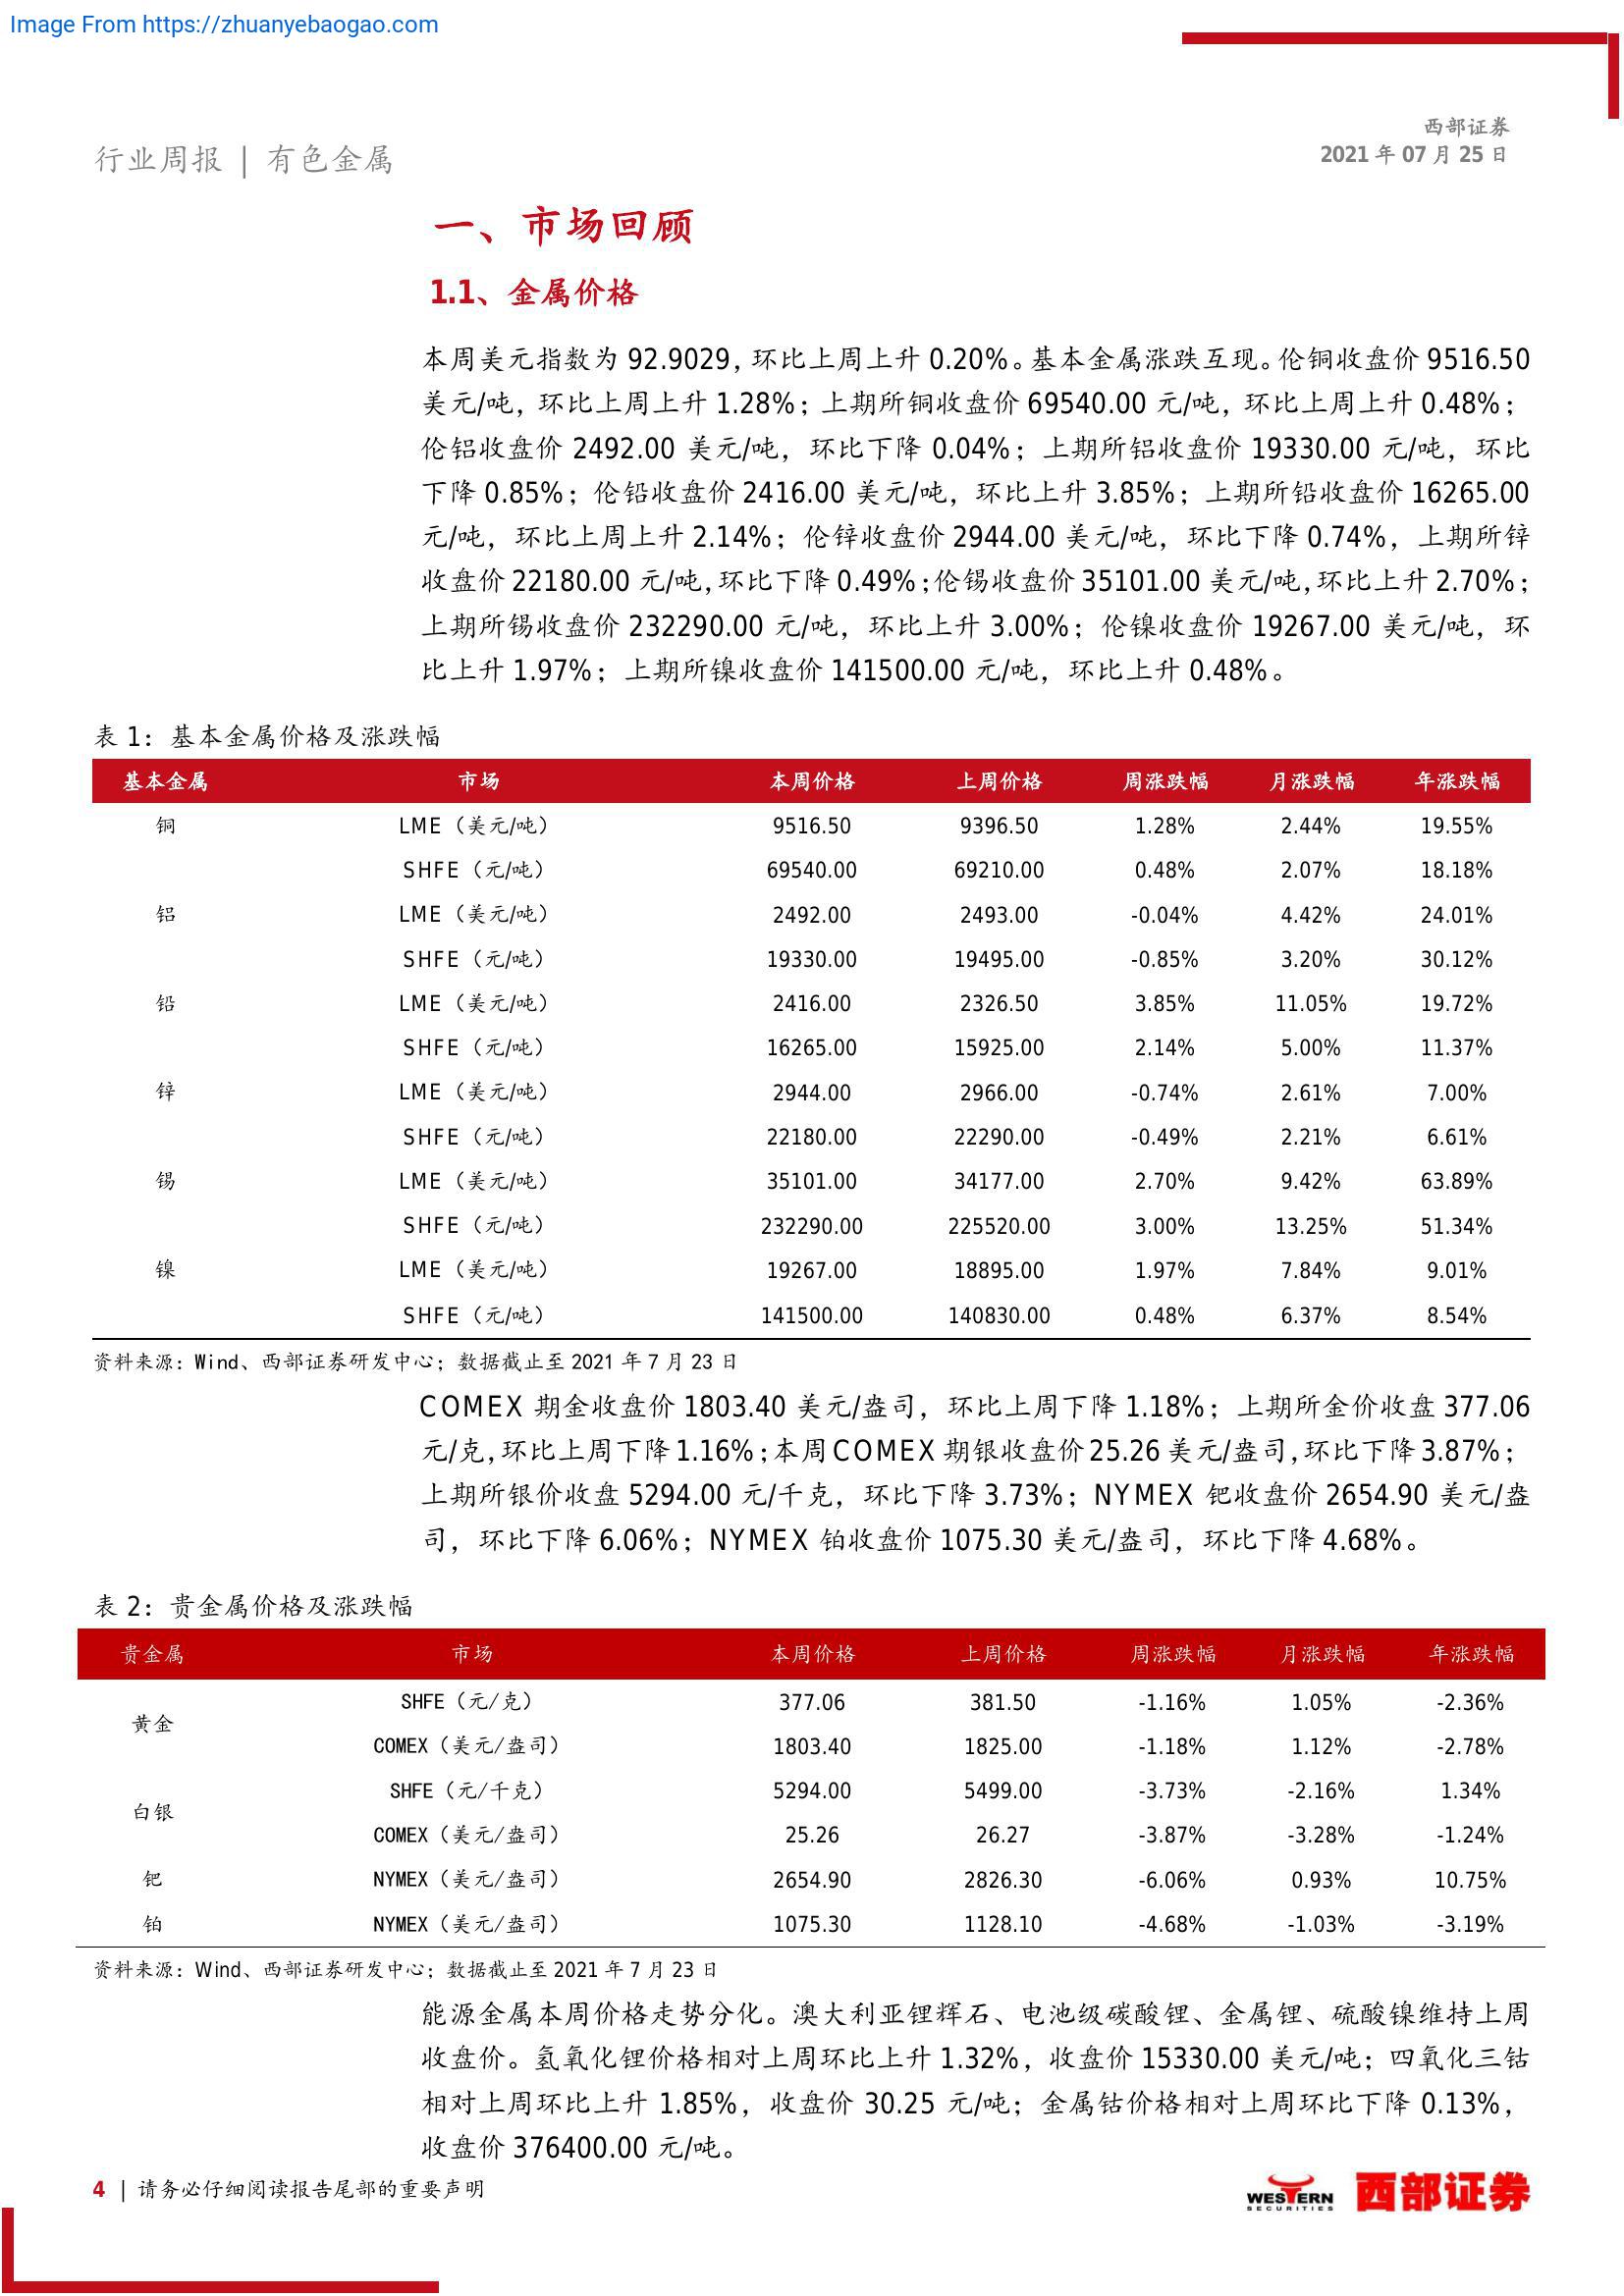 Image From https://zhuanyebaogao.com
西部证券
2021 年 07 月 25 日
行业周报 | 有色金属
一、市场回顾
1.1、金属价格
本周美元指数为 92.9029，环比上周上升 0.20%。基本金属涨跌互现。伦铜收盘价 9516.50
美元/吨，环比上周上升 1.28%；上期所铜收盘价 69540.00 元/吨，环比上周上升 0.48%；
伦铝收盘价 2492.00 美元/吨，环比下降 0.04%；上期所铝收盘价 19330.00 元/吨，环比
下降 0.85%；伦铅收盘价 2416.00 美元/吨，环比上升 3.85%；上期所铅收盘价 16265.00
元/吨，环比上周上升 2.14%；伦锌收盘价 2944.00 美元/吨，环比下降 0.74%，上期所锌
收盘价 22180.00 元/吨，环比下降 0.49%；伦锡收盘价 35101.00 美元/吨，环比上升 2.70%；
上期所锡收盘价 232290.00 元/吨，环比上升 3.00%；伦镍收盘价 19267.00 美元/吨，环
比上升 1.97%；上期所镍收盘价 141500.00 元/吨，环比上升 0.48%。
表 1：基本金属价格及涨跌幅
基本金属 市场 本周价格 上周价格 周涨跌幅 月涨跌幅 年涨跌幅
铜 LME（美元/吨） 9516.50 9396.50 1.28% 2.44% 19.55%
SHFE（元/吨） 69540.00 69210.00 0.48% 2.07% 18.18%
铝 LME（美元/吨） 2492.00 2493.00 -0.04% 4.42% 24.01%
SHFE（元/吨） 19330.00 19495.00 -0.85% 3.20% 30.12%
铅 LME（美元/吨） 2416.00 2326.50 3.85% 11.05% 19.72%
SHFE（元/吨） 16265.00 15925.00 2.14% 5.00% 11.37%
锌 LME（美元/吨） 2944.00 2966.00 -0.74% 2.61% 7.00%
SHFE（元/吨） 22180.00 22290.00 -0.49% 2.21% 6.61%
锡 LME（美元/吨） 35101.00 34177.00 2.70% 9.42% 63.89%
SHFE（元/吨） 232290.00 225520.00 3.00% 13.25% 51.34%
镍 LME（美元/吨） 19267.00 18895.00 1.97% 7.84% 9.01%
SHFE（元/吨） 141500.00 140830.00 0.48% 6.37% 8.54%
资料来源：Wind、西部证券研发中心；数据截止至 2021 年 7 月 23 日
COMEX 期金收盘价 1803.40 美元/盎司，环比上周下降 1.18%；上期所金价收盘 377.06
元/克，环比上周下降 1.16%；本周 COMEX 期银收盘价 25.26 美元/盎司，环比下降 3.87%；
上期所银价收盘 5294.00 元/千克，环比下降 3.73%；NYMEX 钯收盘价 2654.90 美元/盎
司，环比下降 6.06%；NYMEX 铂收盘价 1075.30 美元/盎司，环比下降 4.68%。
表 2：贵金属价格及涨跌幅
贵金属 市场 本周价格 上周价格 周涨跌幅 月涨跌幅 年涨跌幅
黄金 SHFE（元/克） 377.06 381.50 -1.16% 1.05% -2.36%
COMEX（美元/盎司） 1803.40 1825.00 -1.18% 1.12% -2.78%
白银 SHFE（元/千克） 5294.00 5499.00 -3.73% -2.16% 1.34%
COMEX（美元/盎司） 25.26 26.27 -3.87% -3.28% -1.24%
钯 NYMEX（美元/盎司） 2654.90 2826.30 -6.06% 0.93% 10.75%
铂 NYMEX（美元/盎司） 1075.30 1128.10 -4.68% -1.03% -3.19%
资料来源：Wind、西部证券研发中心；数据截止至 2021 年 7 月 23 日
能源金属本周价格走势分化。澳大利亚锂辉石、电池级碳酸锂、金属锂、硫酸镍维持上周
收盘价。氢氧化锂价格相对上周环比上升 1.32%，收盘价 15330.00 美元/吨；四氧化三钴
相对上周环比上升 1.85%，收盘价 30.25 元/吨；金属钴价格相对上周环比下降 0.13%，
收盘价 376400.00 元/吨。
4 | 请务必仔细阅读报告尾部的重要声明
WESTERN
SECURITIES
西部证券